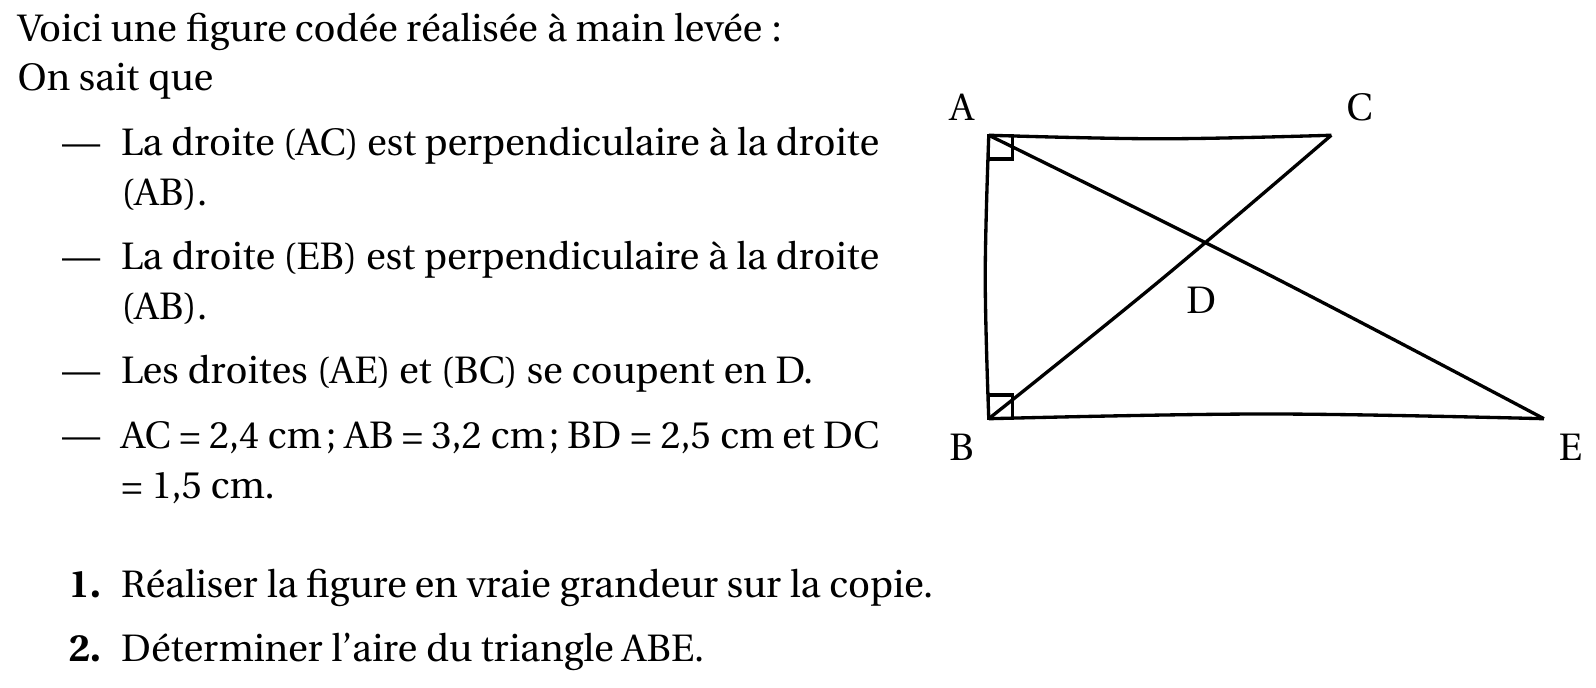 Voici une figure codée réalisée à main levée :
On sait que
— La droite (AC) est perpendiculaire à la droite
(AB).
— La droite (EB) est perpendiculaire à la droite
(AB).
— Les droites (AE) et (BC) se coupent en D.
— AC = 2,4 cm ; AB = 3,2 cm ; BD = 2,5 cm et DC
= 1,5 cm.
A
C
D
B
E
1. Réaliser la figure en vraie grandeur sur la copie.
2. Déterminer l’aire du triangle ABE.